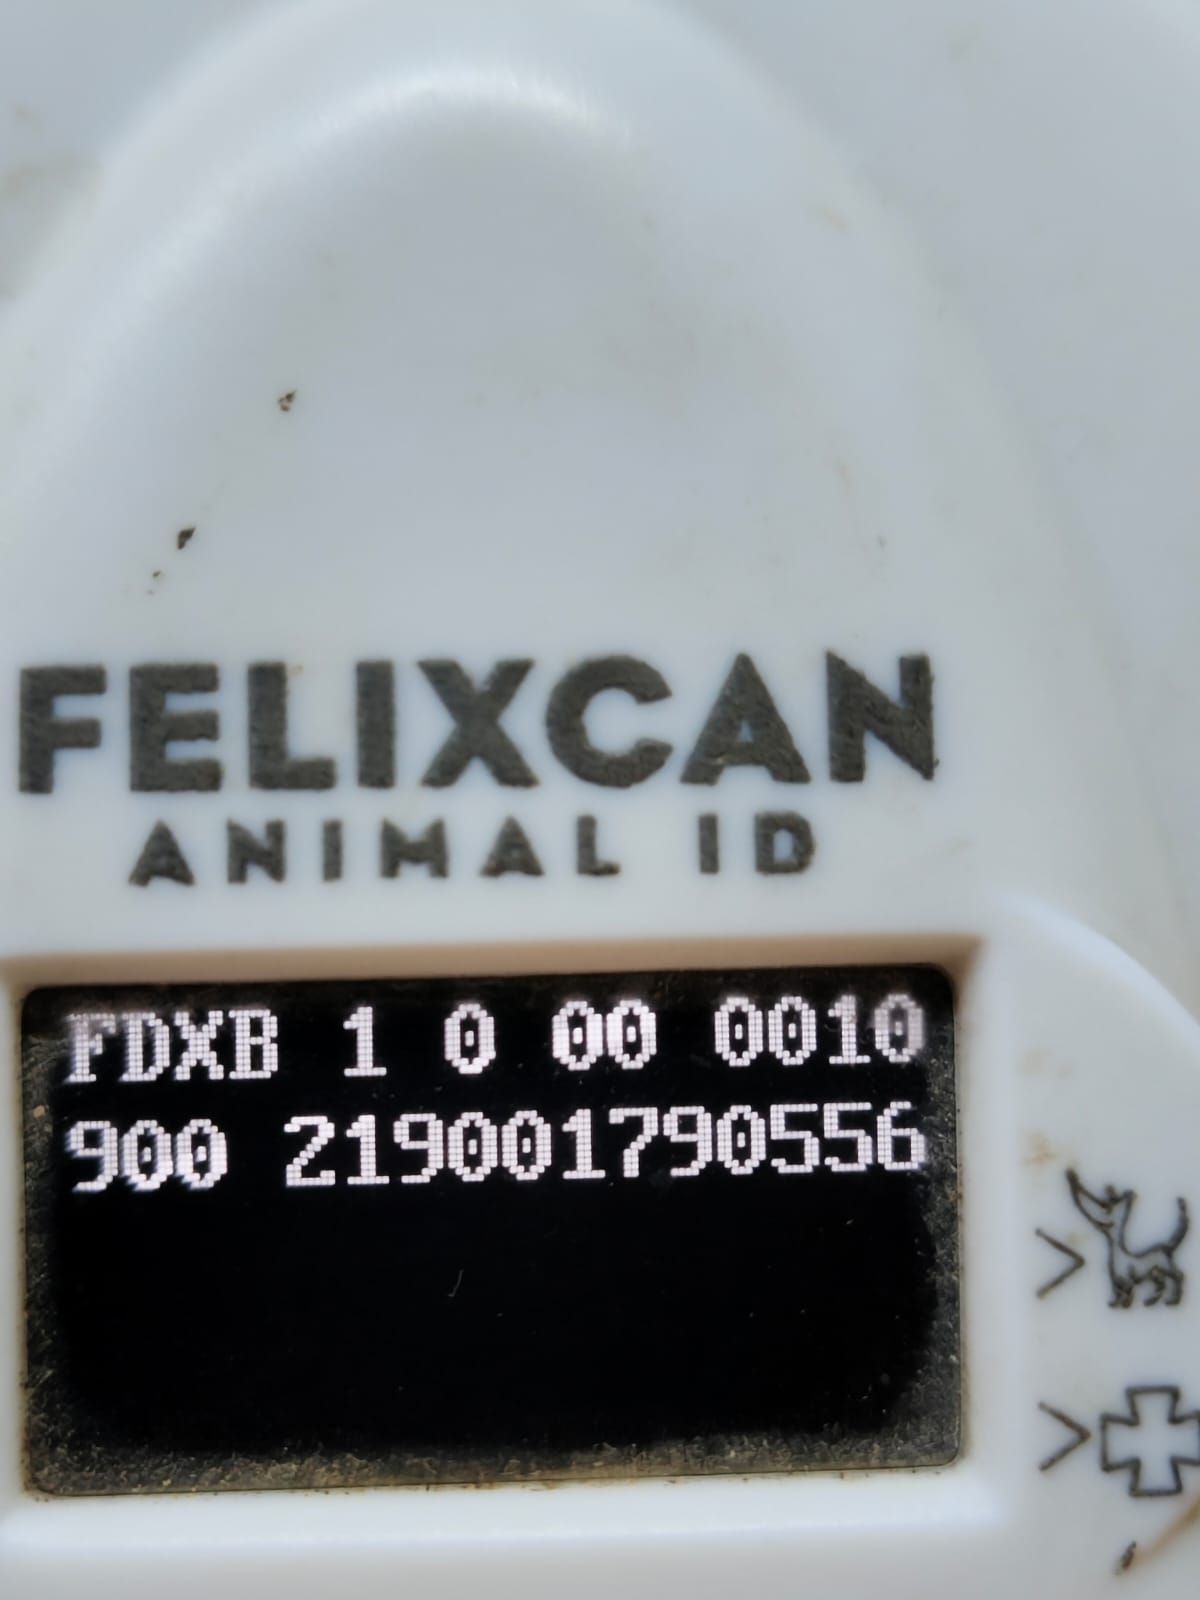 FELIXCAN
ANIMAL ID
FDXB 1 0 00 0010
900 219001790556